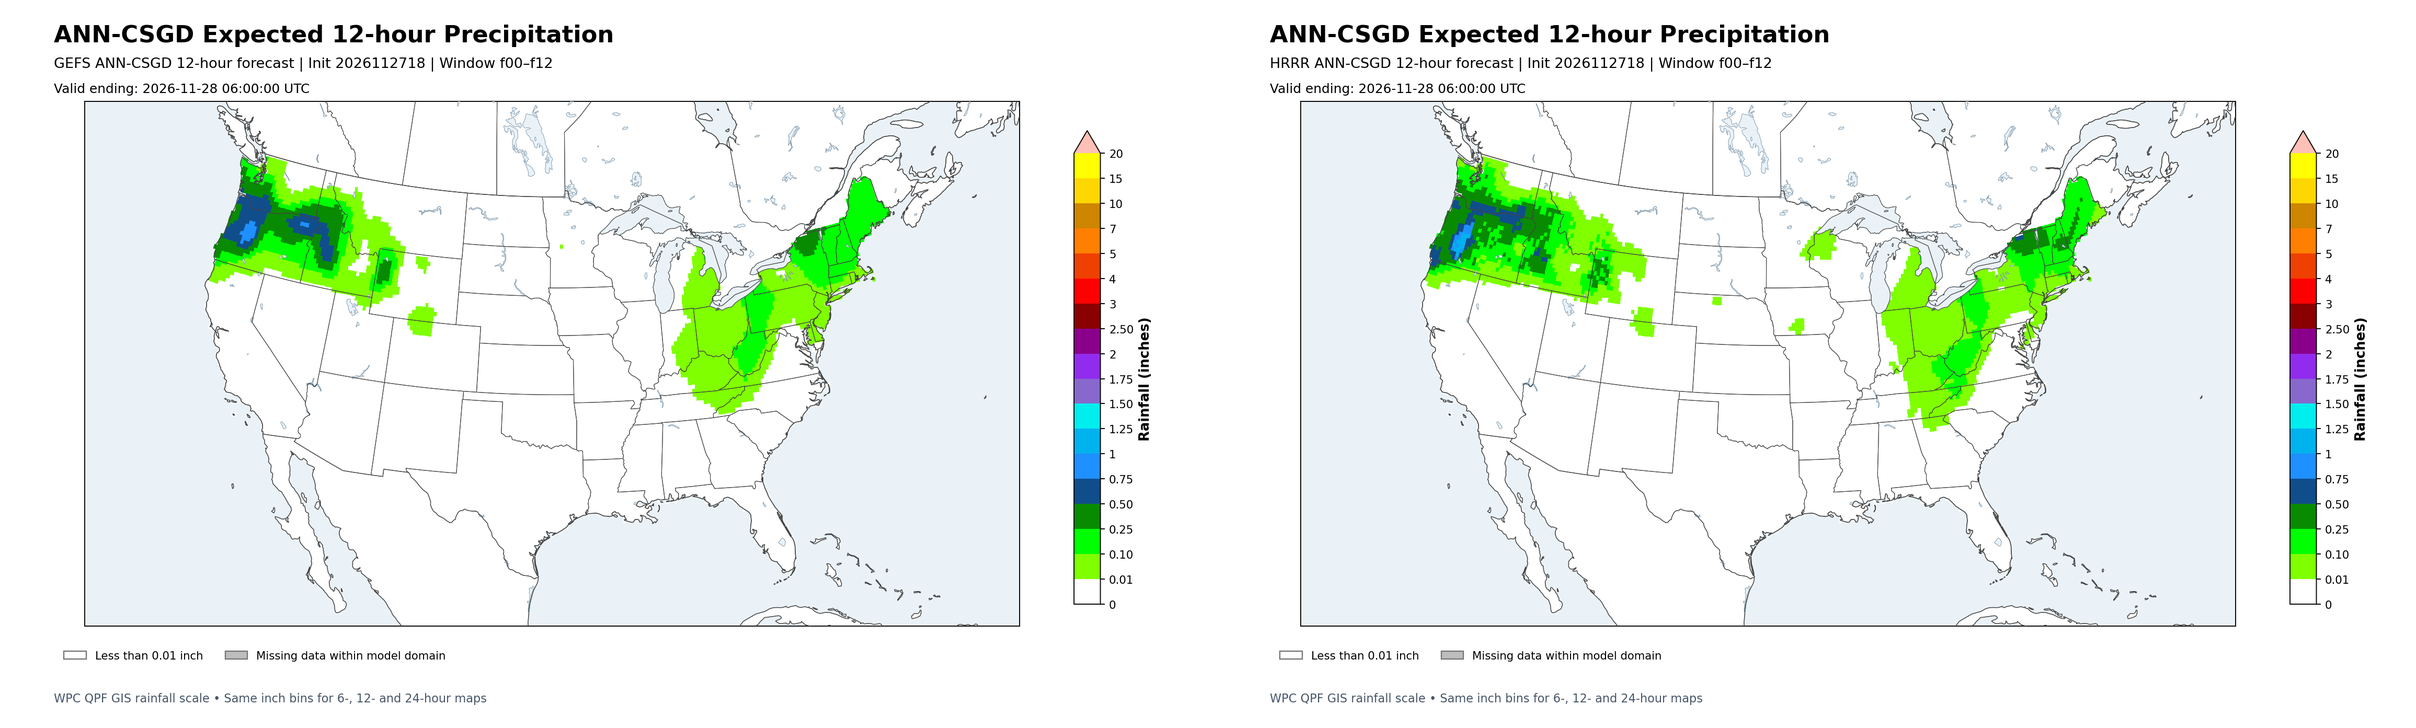 ANN-CSGD Expected 12-hour Precipitation
GEFS ANN-CSGD 12-hour forecast | Init 2026112718 | Window f00–f12
Valid ending: 2026-11-28 06:00:00 UTC
20
15
10
7
5
4
3
2.50
2
1.75
1.50
1.25
1
0.75
0.50
0.25
0.10
0.01
0
Rainfall (inches)
Less than 0.01 inch
Missing data within model domain
WPC QPF GIS rainfall scale • Same inch bins for 6-, 12- and 24-hour maps
ANN-CSGD Expected 12-hour Precipitation
HRRR ANN-CSGD 12-hour forecast | Init 2026112718 | Window f00–f12
Valid ending: 2026-11-28 06:00:00 UTC
20
15
10
7
5
4
3
2.50
2
1.75
1.50
1.25
1
0.75
0.50
0.25
0.10
0.01
0
Rainfall (inches)
Less than 0.01 inch
Missing data within model domain
WPC QPF GIS rainfall scale • Same inch bins for 6-, 12- and 24-hour maps